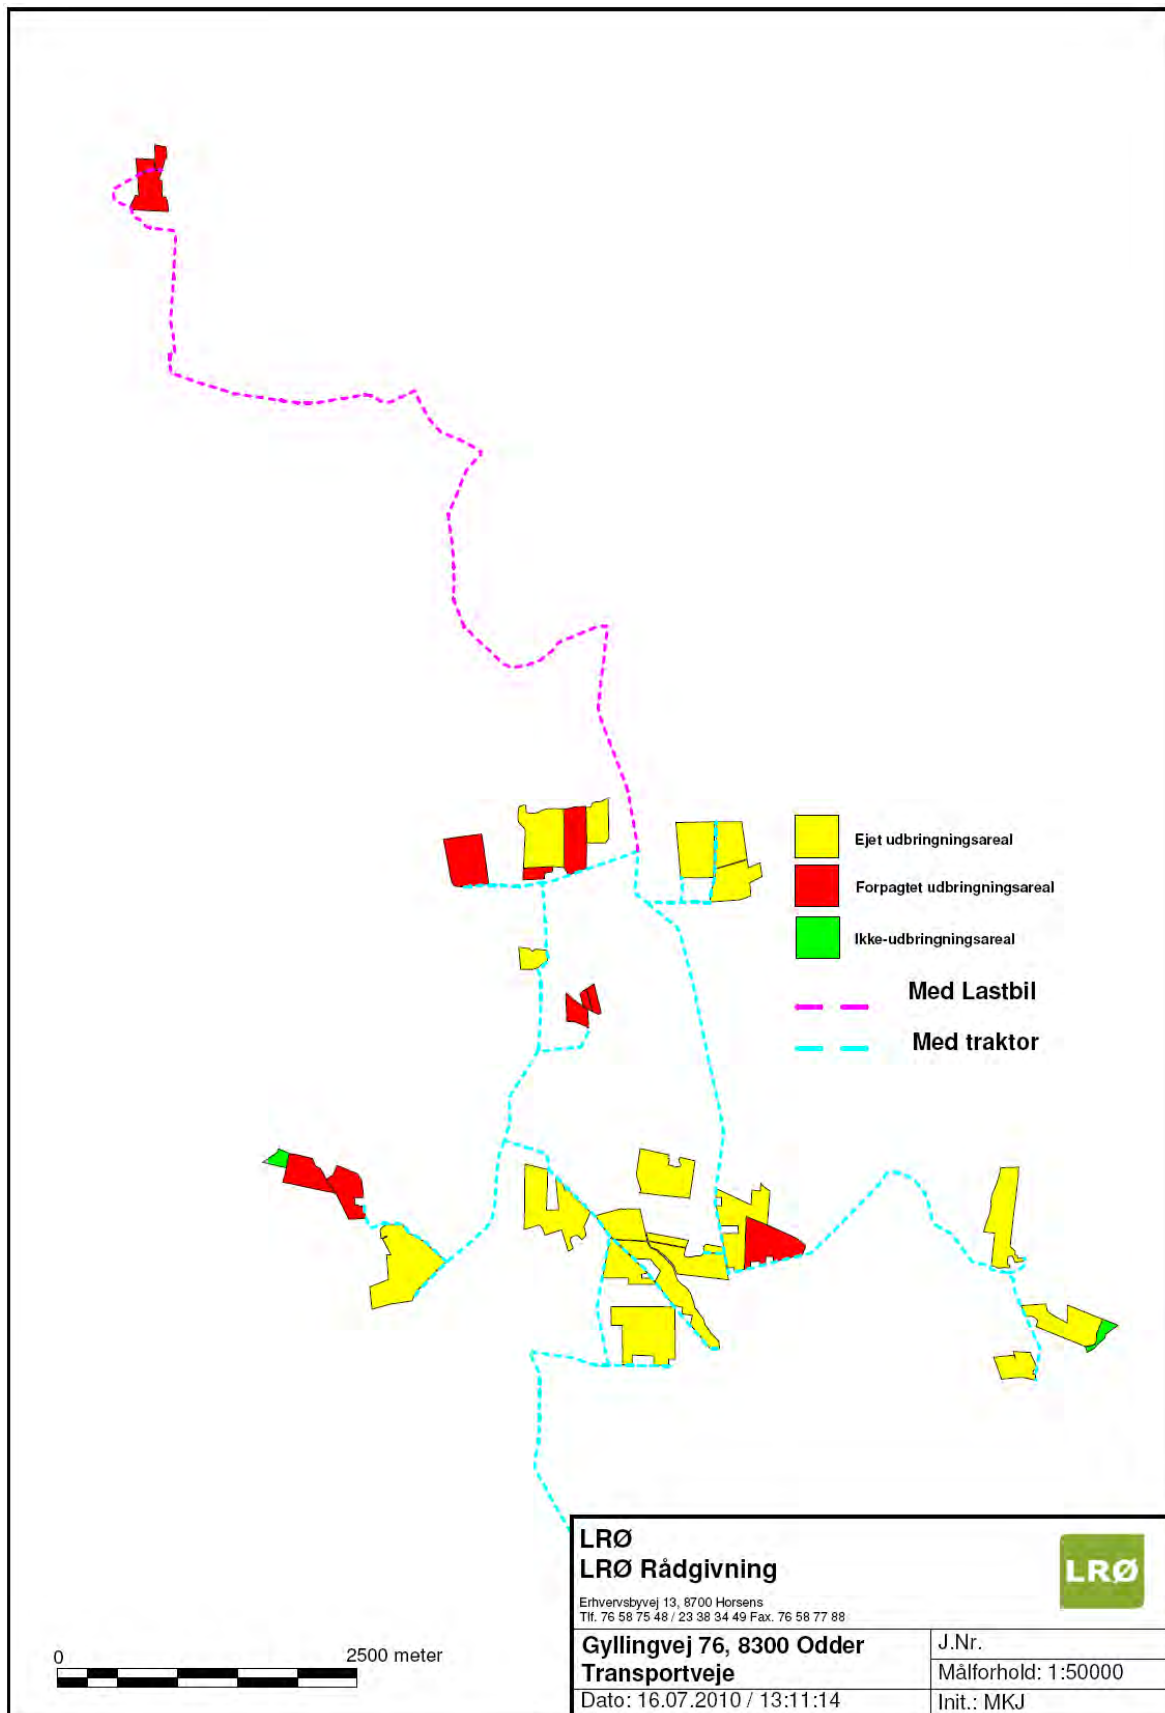 Ejet udbringningsareal
Forpagtet udbringningsareal
Ikke-udbringningsareal
Med Lastbil
Med traktor
LRØ
LRØ Rådgivning
LRØ
Erhvervsbyvej 13, 8700 Horsens
Tlf. 76 58 75 48 / 23 38 34 49 Fax. 76 58 77 88
Gyllingvej 76, 8300 Odder
Transportveje
Dato: 16.07.2010 / 13:11:14
J.Nr.
Målforhold: 1:50000
Init.: MKJ
0 2500 meter